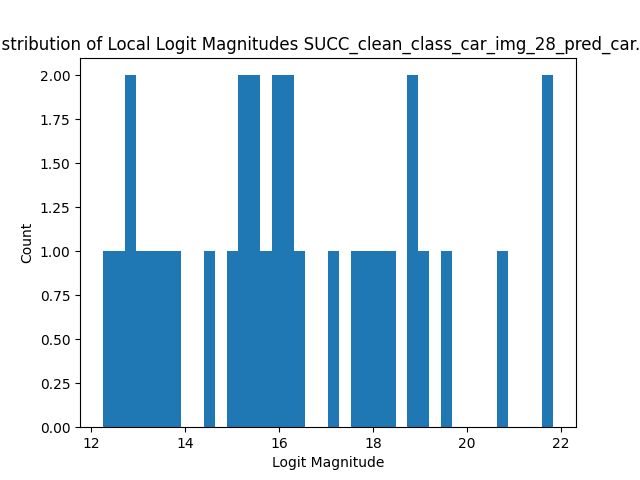 stribution of Local Logit Magnitudes SUCC_clean_class_car_img_28_pred_car.
2.00
1.75
1.50
1.25
1.00
0.75
0.50
0.25
0.00
Count
12 14 16 18 20 22
Logit Magnitude